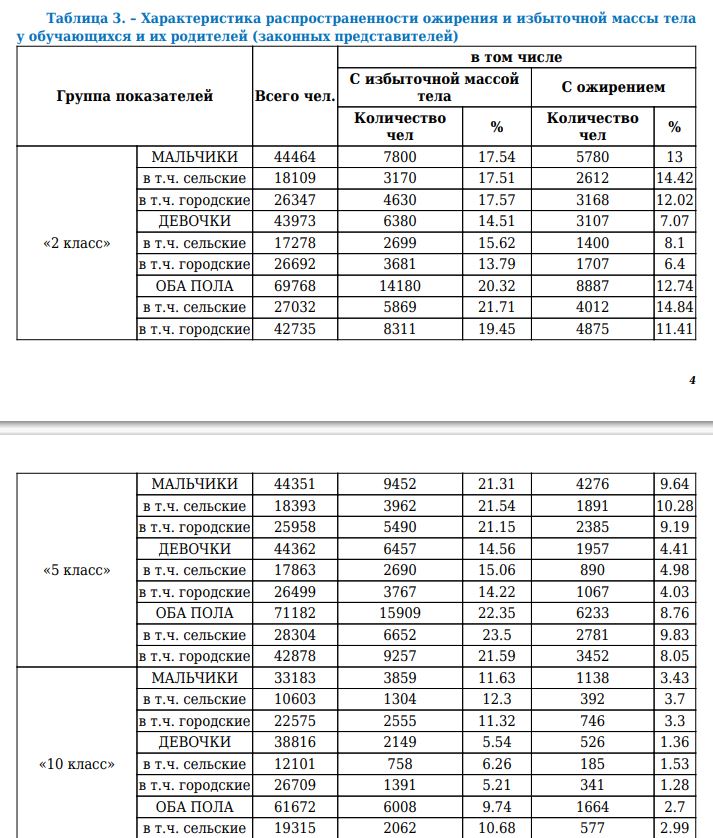 Таблица 3. – Характеристика распространенности ожирения и избыточной массы тела
у обучающихся и их родителей (законных представителей)
Группа показателей Всего чел. в том числе
С избыточной массой тела С ожирением
Количество чел % Количество чел %
«2 класс»
МАЛЬЧИКИ 44464 7800 17.54 5780 13
в т.ч. сельские 18109 3170 17.51 2612 14.42
в т.ч. городские 26347 4630 17.57 3168 12.02
ДЕВОЧКИ 43973 6380 14.51 3107 7.07
в т.ч. сельские 17278 2699 15.62 1400 8.1
в т.ч. городские 26692 3681 13.79 1707 6.4
ОБА ПОЛА 69768 14180 20.32 8887 12.74
в т.ч. сельские 27032 5869 21.71 4012 14.84
в т.ч. городские 42735 8311 19.45 4875 11.41
4
«5 класс»
МАЛЬЧИКИ 44351 9452 21.31 4276 9.64
в т.ч. сельские 18393 3962 21.54 1891 10.28
в т.ч. городские 25958 5490 21.15 2385 9.19
ДЕВОЧКИ 44362 6457 14.56 1957 4.41
в т.ч. сельские 17863 2690 15.06 890 4.98
в т.ч. городские 26499 3767 14.22 1067 4.03
ОБА ПОЛА 71182 15909 22.35 6233 8.76
в т.ч. сельские 28304 6652 23.5 2781 9.83
в т.ч. городские 42878 9257 21.59 3452 8.05
«10 класс»
МАЛЬЧИКИ 33183 3859 11.63 1138 3.43
в т.ч. сельские 10603 1304 12.3 392 3.7
в т.ч. городские 22575 2555 11.32 746 3.3
ДЕВОЧКИ 38816 2149 5.54 526 1.36
в т.ч. сельские 12101 758 6.26 185 1.53
в т.ч. городские 26709 1391 5.21 341 1.28
ОБА ПОЛА 61672 6008 9.74 1664 2.7
в т.ч. сельские 19315 2062 10.68 577 2.99